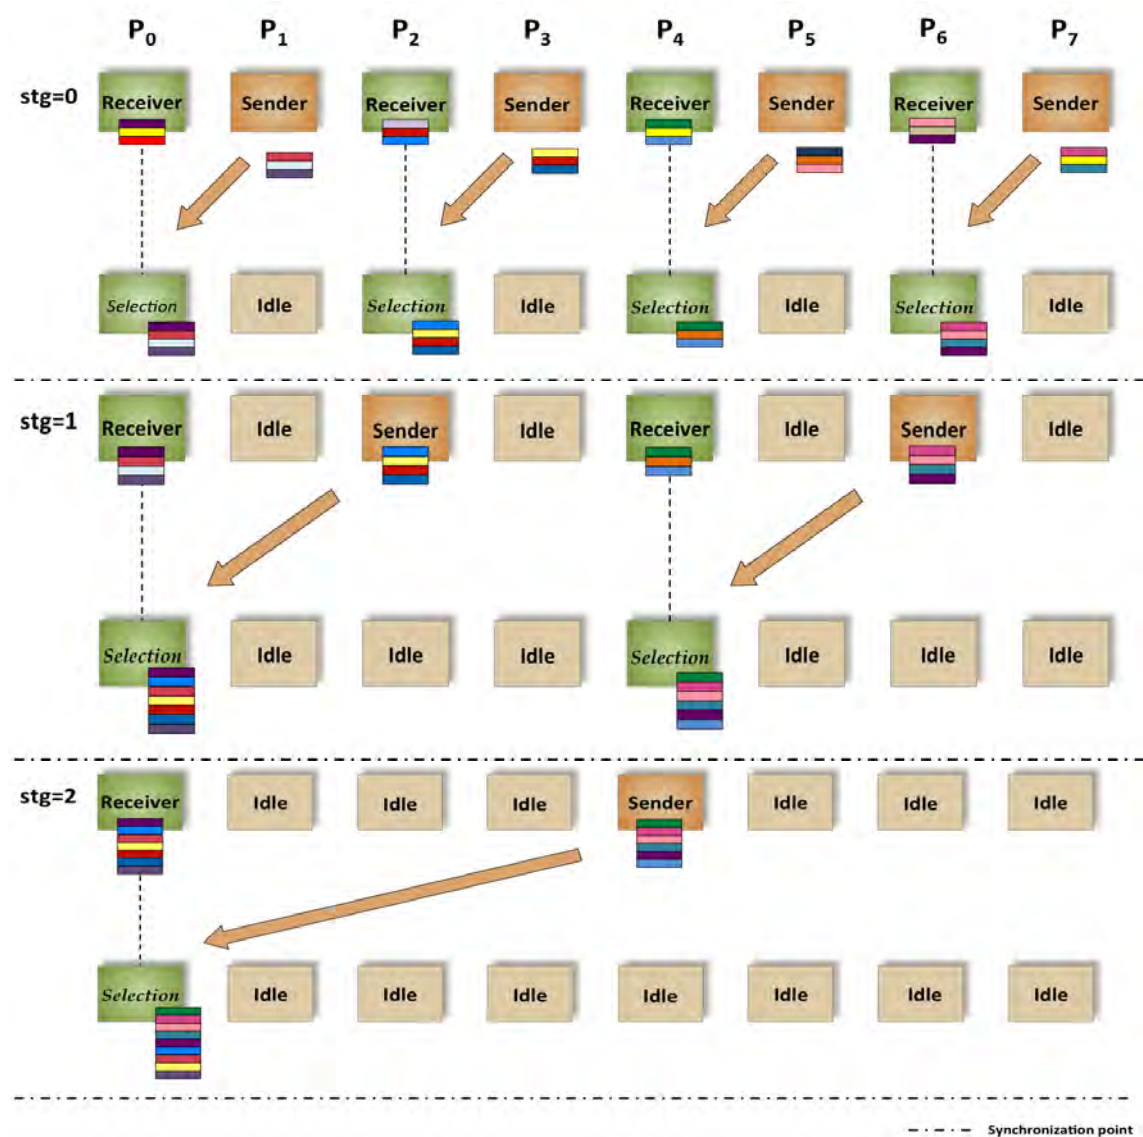 P0 P1 P2 P3 P4 P5 P6 P7
stg=0 Receiver Sender Receiver Sender Receiver Sender Receiver Sender
Selection Idle Selection Idle Selection Idle Selection Idle
stg=1 Receiver Idle Sender Idle Receiver Idle Sender Idle
Selection Idle Idle Idle Selection Idle Idle Idle
stg=2 Receiver Idle Idle Idle Sender Idle Idle Idle
Selection Idle Idle Idle Idle Idle Idle Idle
Synchronization point